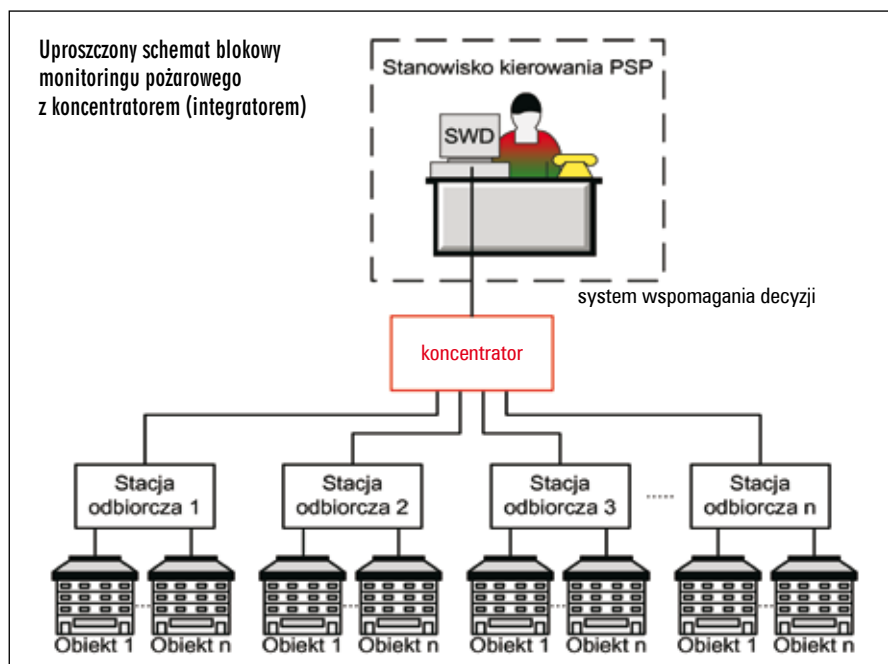 Uproszczony schemat blokowy
monitoringu pożarowego
z koncentratorem (integratorem)
Stanowisko kierowania PSP
SWD
system wspomagania decyzji
koncentrator
Stacja
odbiorcza 1
Stacja
odbiorcza 2
Stacja
odbiorcza 3
Stacja
odbiorcza n
Obiekt 1
Obiekt n
Obiekt 1
Obiekt n
Obiekt 1
Obiekt n
Obiekt 1
Obiekt n